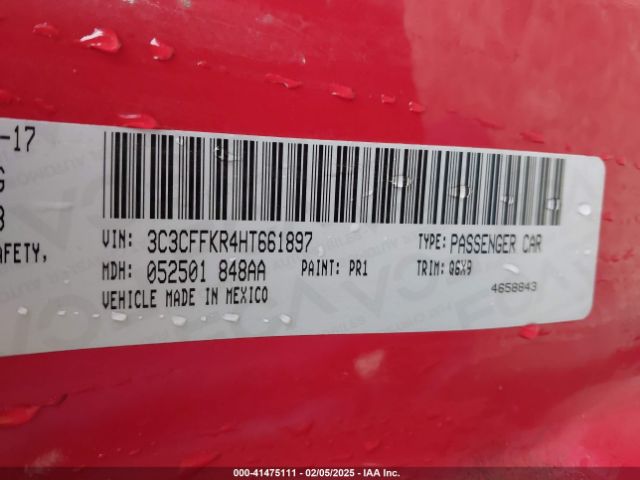 -17
G
8
AFETY,
VIN: 3C3CFFKR4HT661897
TYPE: PASSENGER CAR
MDH: 052501 848AA
PAINT: PR1
TRIM: Q6X9
VEHICLE MADE IN MEXICO
4658843
000-41475111 - 02/05/2025 - IAA Inc.